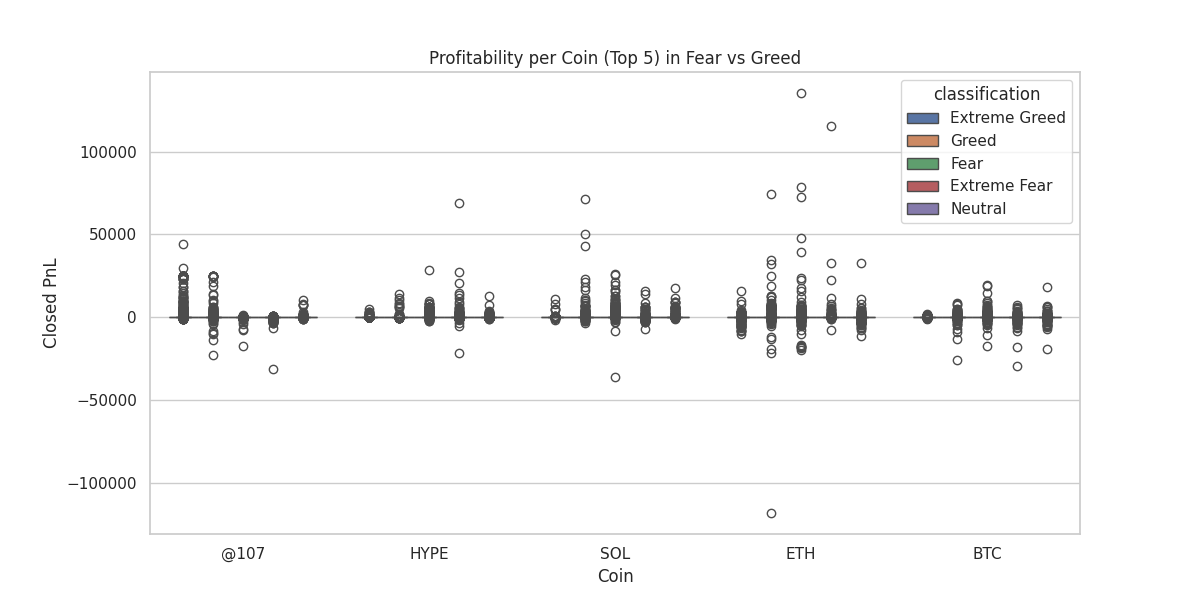 Profitability per Coin (Top 5) in Fear vs Greed
classification
Extreme Greed
Greed
Fear
Extreme Fear
Neutral
100000
50000
0
−50000
−100000
Closed PnL
@107
HYPE
SOL
ETH
BTC
Coin